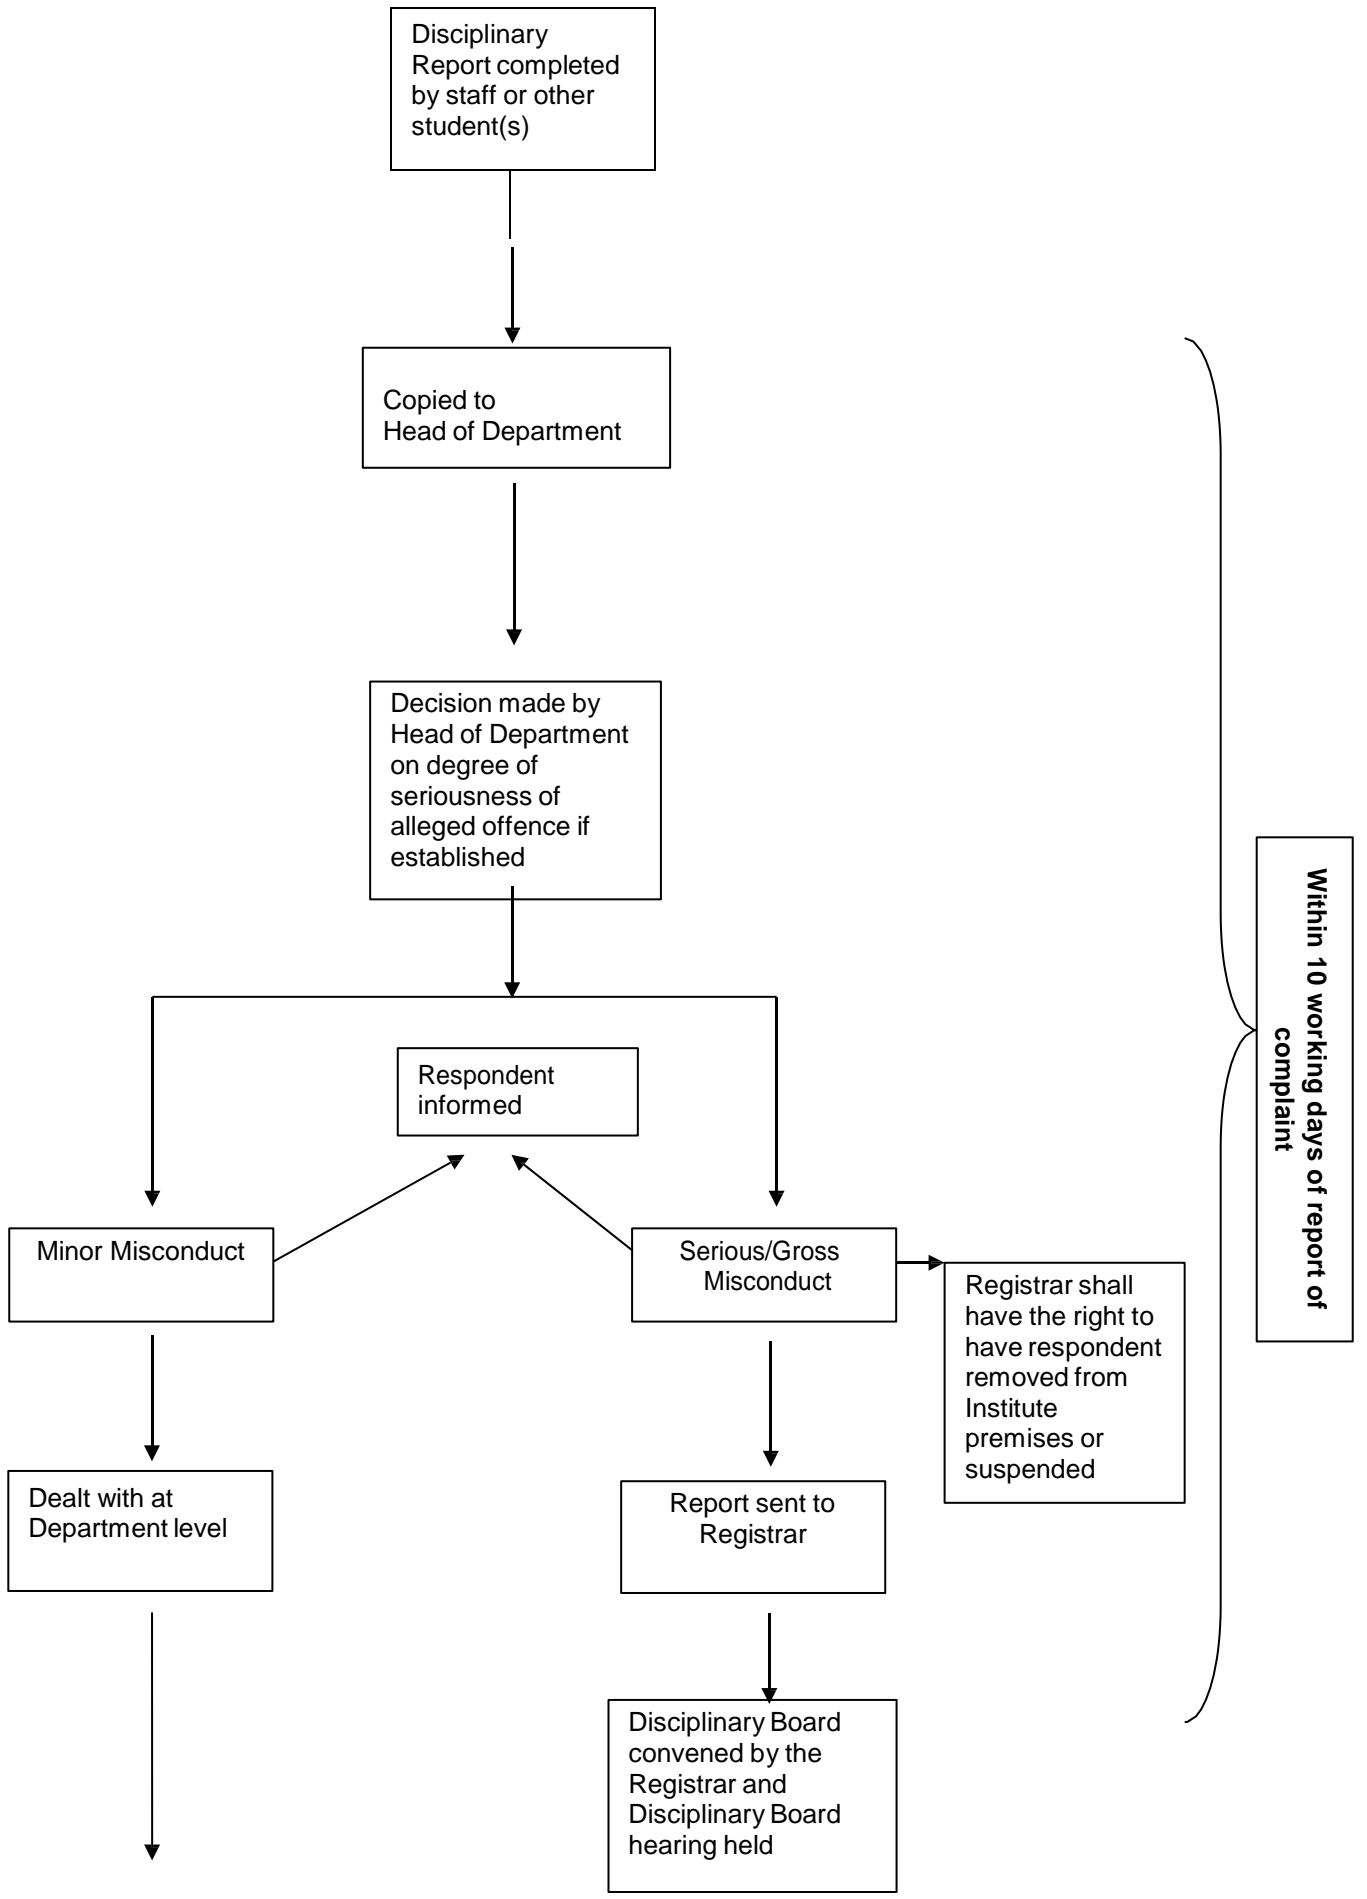 Disciplinary
Report completed
by staff or other
student(s)
Copied to
Head of Department
Decision made by
Head of Department
on degree of
seriousness of
alleged offence if
established
Respondent
informed
Minor Misconduct
Serious/Gross
Misconduct
Registrar shall
have the right to
have respondent
removed from
Institute
premises or
suspended
Within 10 working days of report of
complaint
Dealt with at
Department level
Report sent to
Registrar
Disciplinary Board
convened by the
Registrar and
Disciplinary Board
hearing held